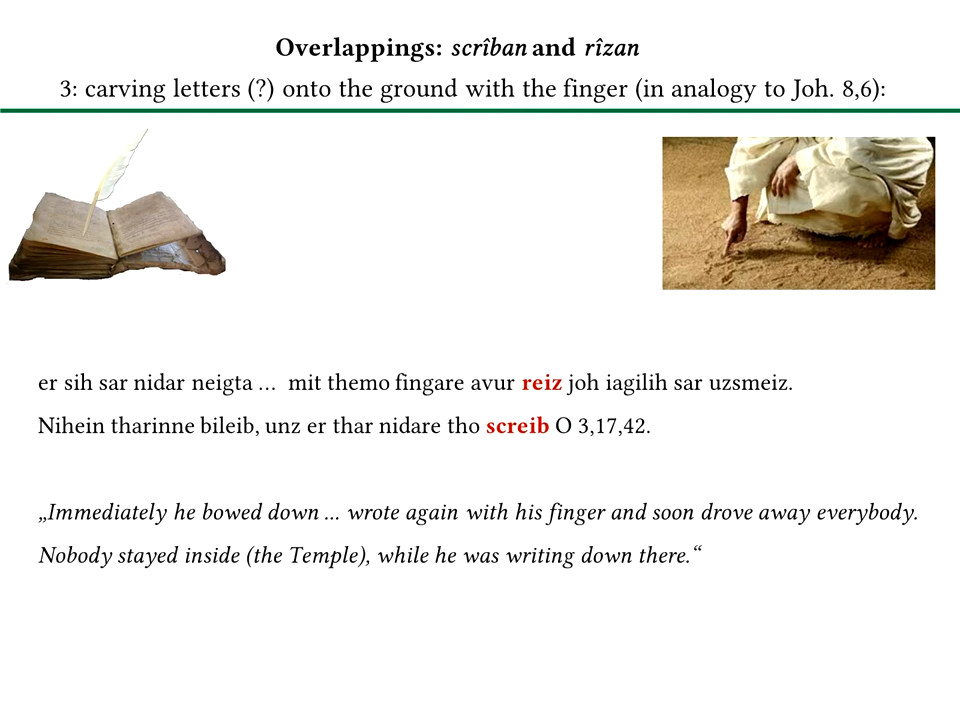 Overlappings: scrîban and rîzan
3: carving letters (?) onto the ground with the finger (in analogy to Joh. 8,6):
er sih sar nidar neigta … mit themo fingare avur reiz joh iagilih sar uzsmeiz.
Nihein tharinne bileib, unz er thar nidare tho screib O 3,17,42.
„Immediately he bowed down ... wrote again with his finger and soon drove away everybody.
Nobody stayed inside (the Temple), while he was writing down there.“